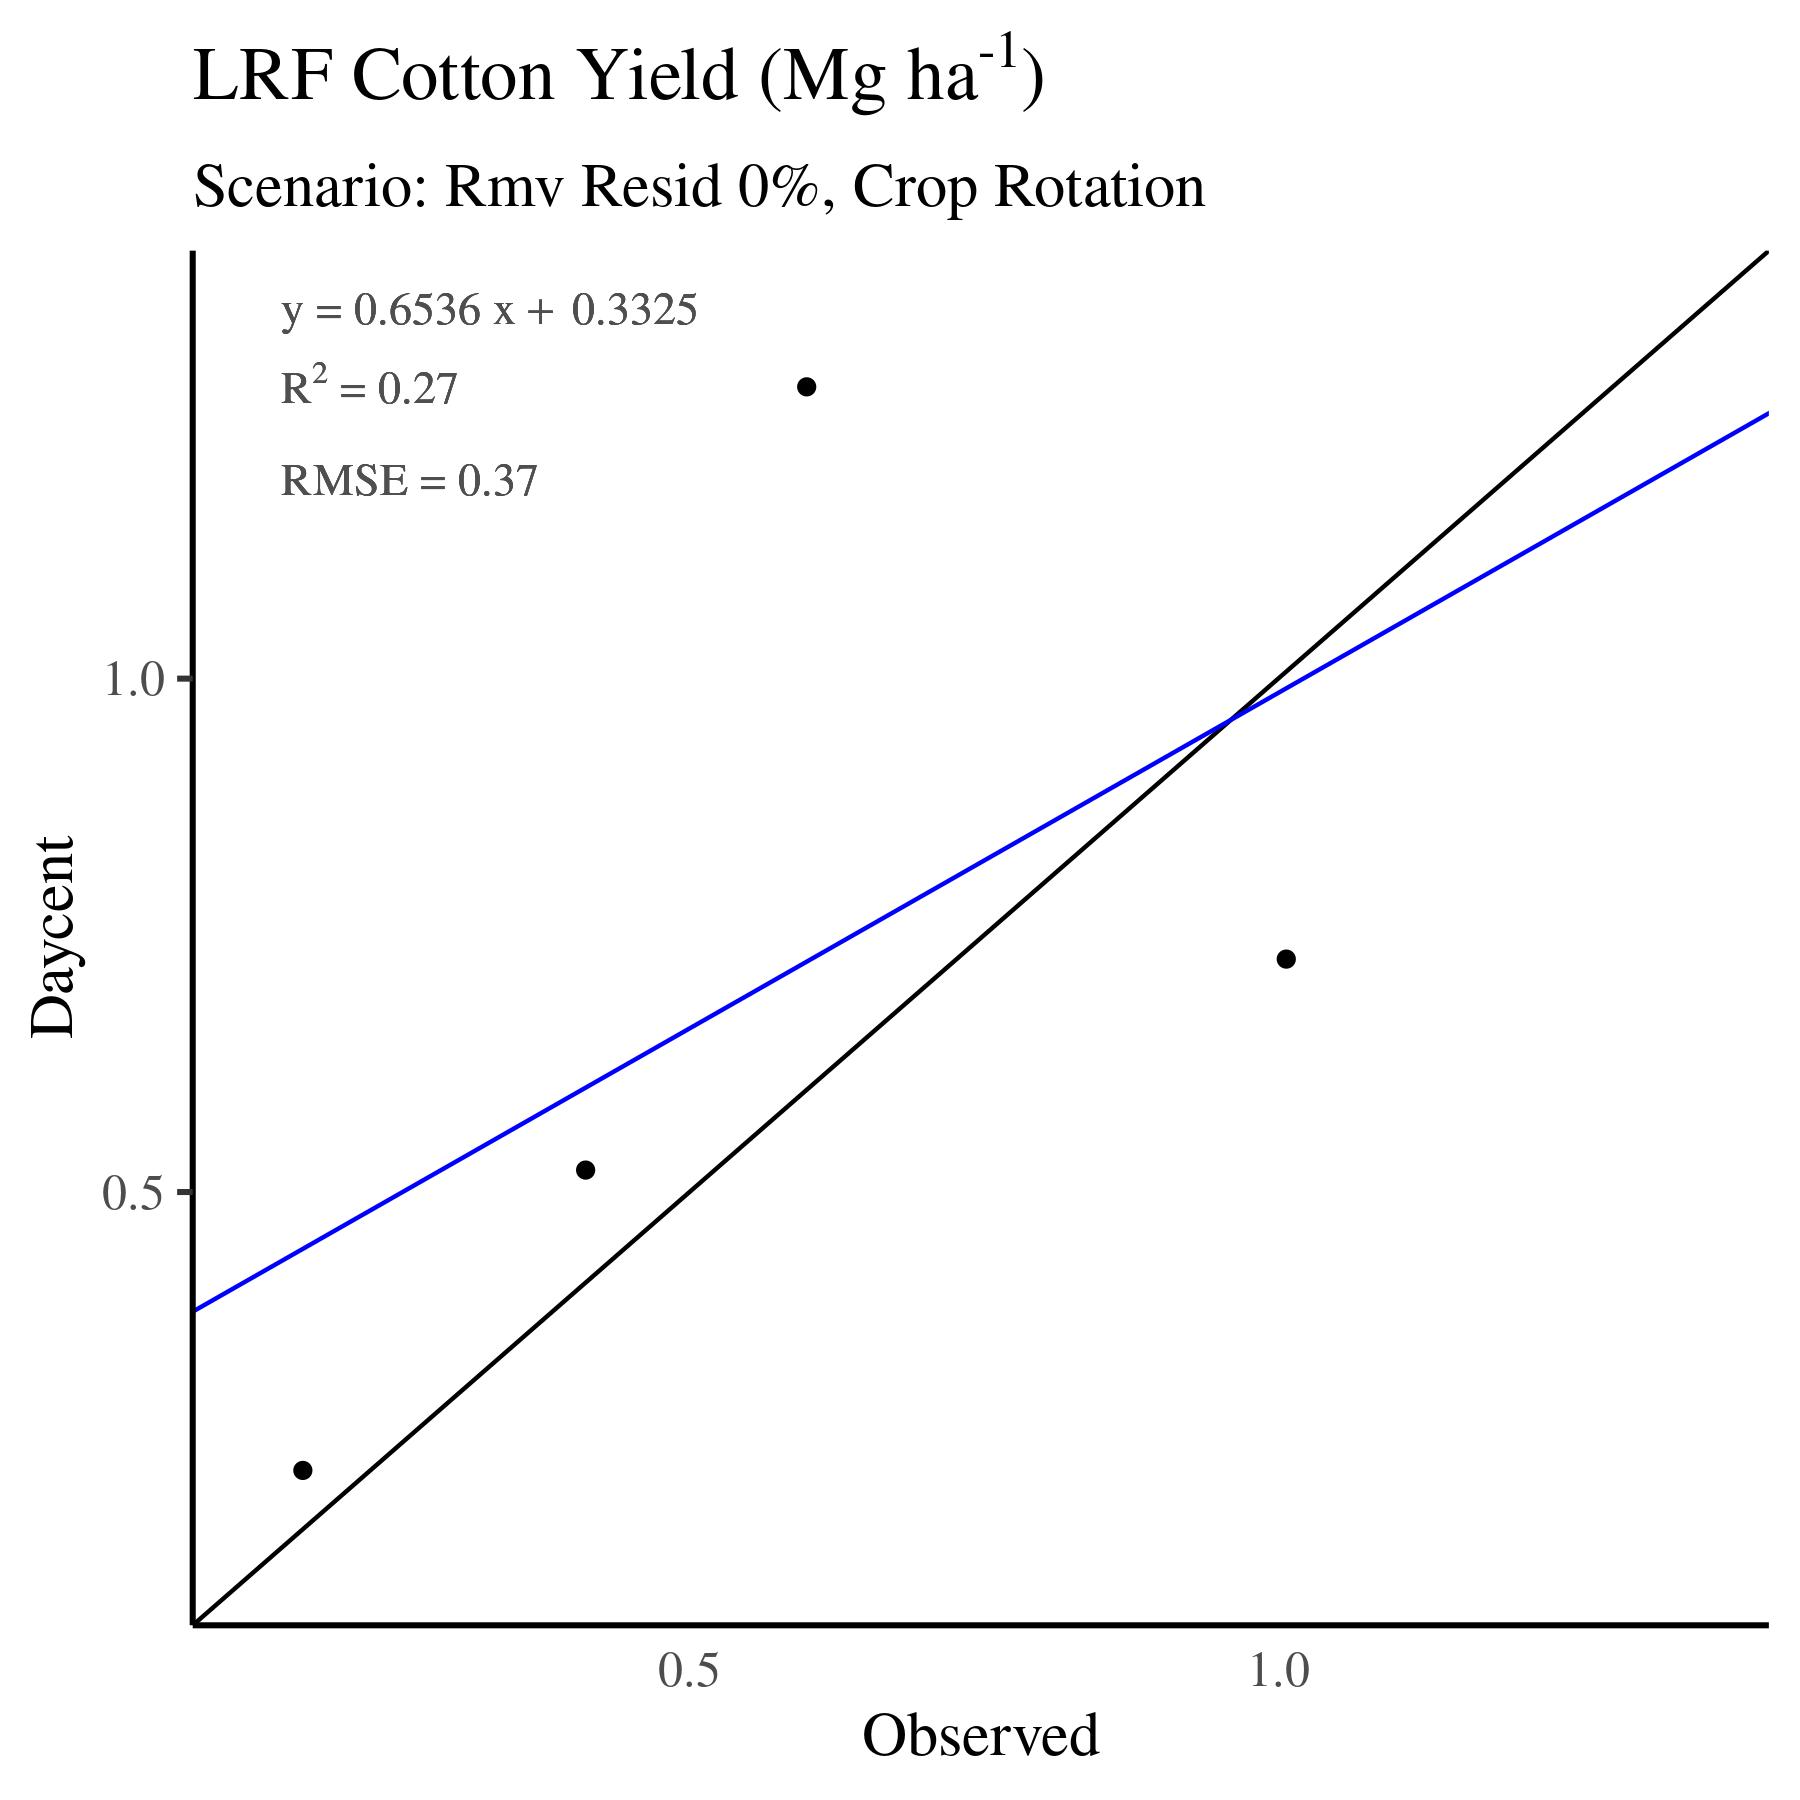 LRF Cotton Yield (Mg ha⁻¹)
Scenario: Rmv Resid 0%, Crop Rotation
y = 0.6536 x + 0.3325
R² = 0.27
RMSE = 0.37
1.0
0.5
Daycent
0.5 1.0
Observed